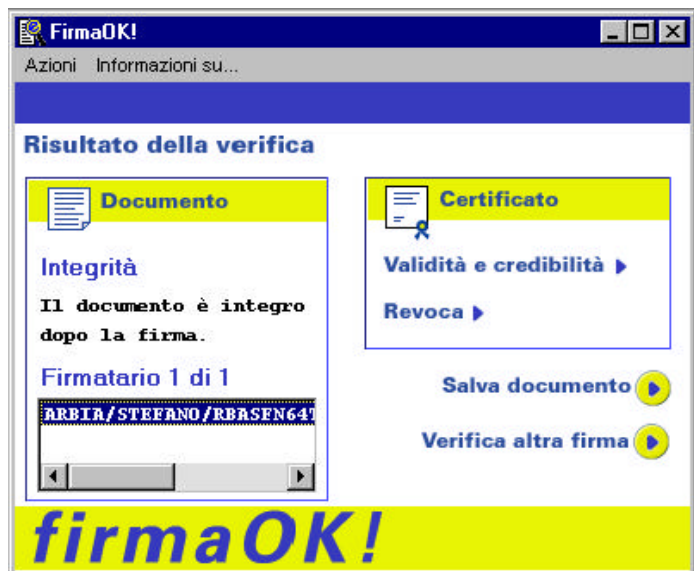 FirmaOK!
Azioni Informazioni su...
Risultato della verifica
Documento
Integrità
Il documento è integro
dopo la firma.
Firmatario 1 di 1
ARBIA/STEFANO/RBASFN64T
Certificato
Validità e credibilità
Revoca
Salva documento
Verifica altra firma
firmaOK!